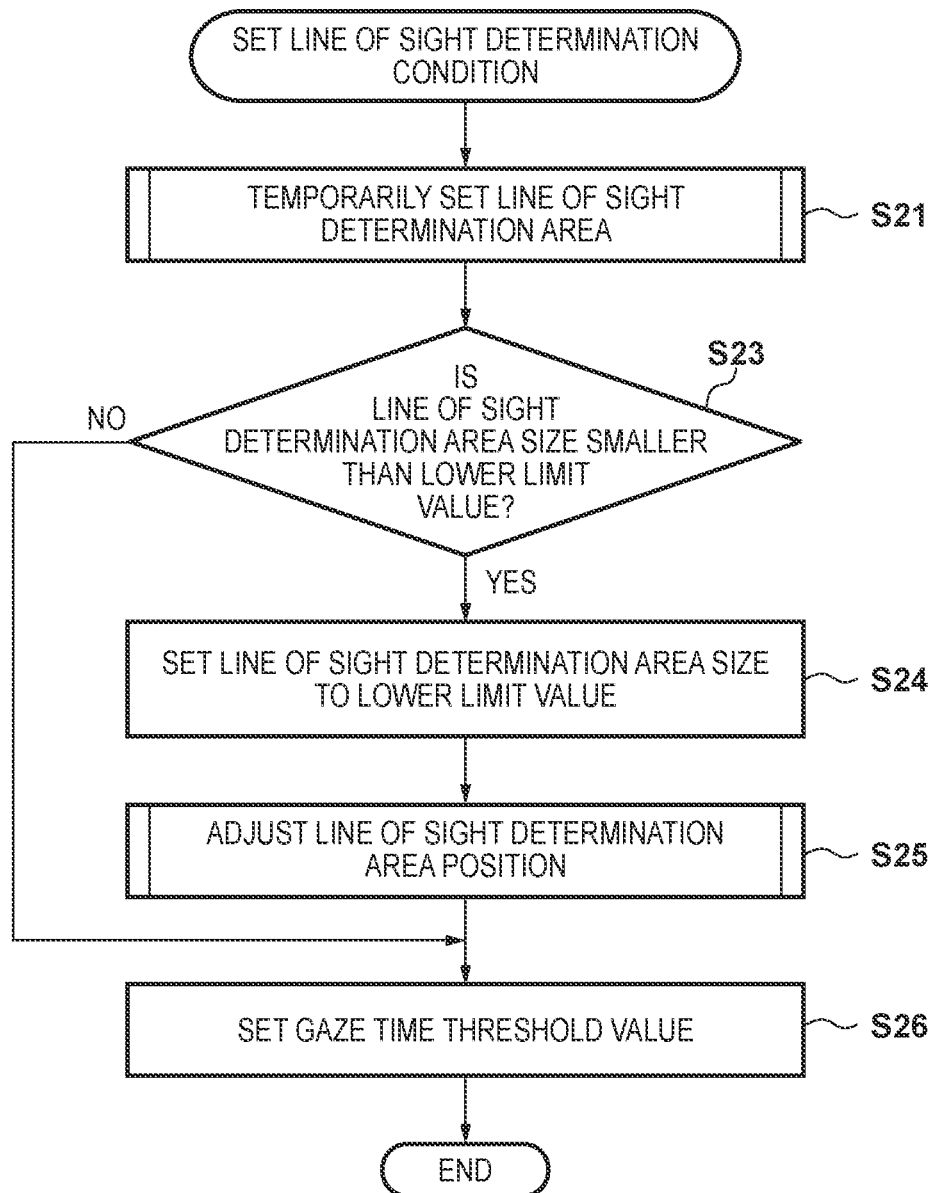 SET LINE OF SIGHT DETERMINATION
CONDITION
TEMPORARILY SET LINE OF SIGHT
DETERMINATION AREA
S21
S23
IS
LINE OF SIGHT
DETERMINATION AREA SIZE SMALLER
THAN LOWER LIMIT
VALUE?
NO
YES
SET LINE OF SIGHT DETERMINATION AREA SIZE
TO LOWER LIMIT VALUE
S24
ADJUST LINE OF SIGHT DETERMINATION
AREA POSITION
S25
SET GAZE TIME THRESHOLD VALUE
S26
END